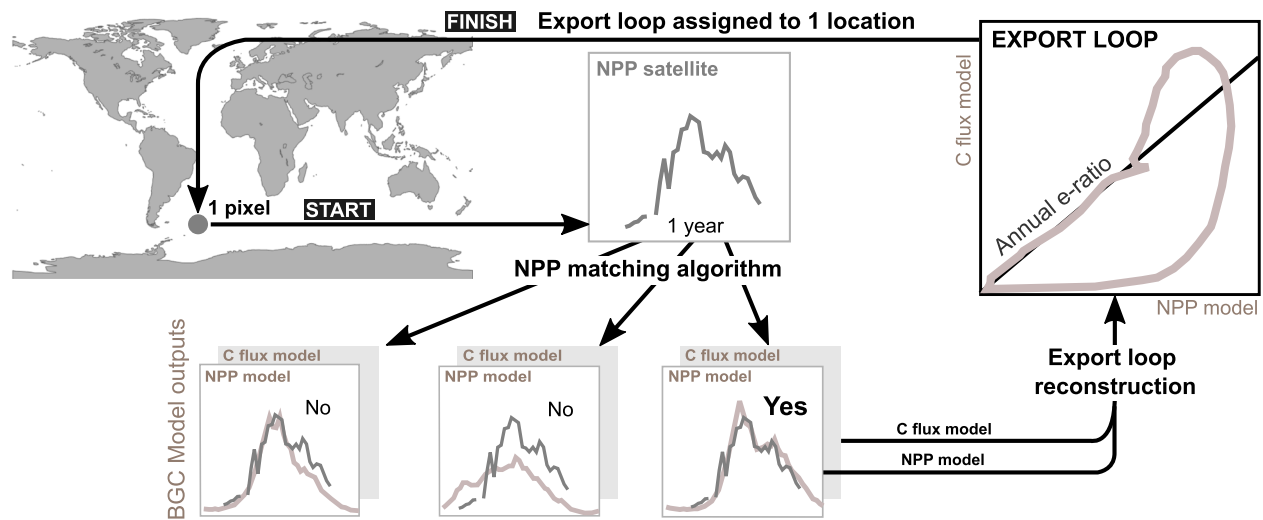 FINISH Export loop assigned to 1 location
EXPORT LOOP
C flux model
Annual e-ratio
NPP model
NPP satellite
1 year
1 pixel
START
NPP matching algorithm
BGC Model outputs
C flux model
NPP model
No
C flux model
NPP model
No
C flux model
NPP model
Yes
C flux model
NPP model
Export loop
reconstruction